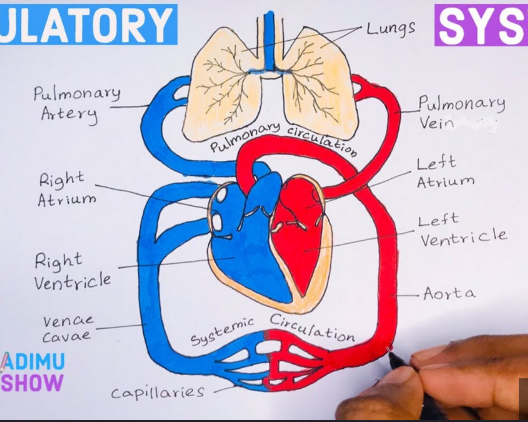 ULATORY SYS
Lungs
Pulmonary
Artery
Pulmonary
Vein
Pulmonary circulation
Right
Atrium
Left
Atrium
Left
Ventricle
Right
Ventricle
Aorta
Venae
Cavae
Systemic Circulation
Capillaries
ADIMU
SHOW